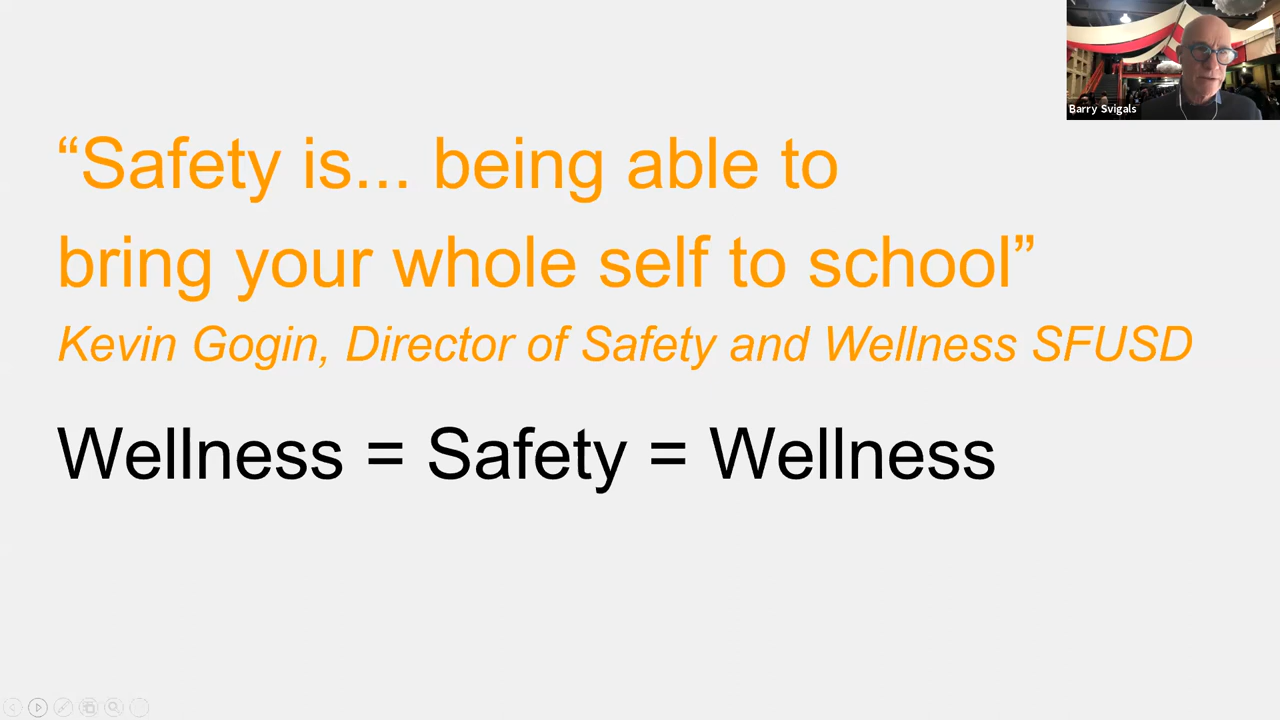 Barry Svigals
“Safety is... being able to
bring your whole self to school”
Kevin Gogin, Director of Safety and Wellness SFUSD
Wellness = Safety = Wellness